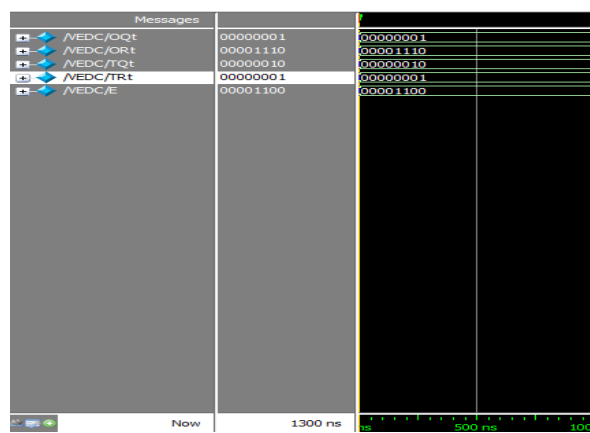 Messages
/VEDC/OQt 00000001 00000001
/VEDC/ORt 00001110 00001110
/VEDC/TQt 00000010 00000010
/VEDC/TRt 00000001 00000001
/VEDC/E 00001100 00001100
Now 1300 ns ns 500 ns 100